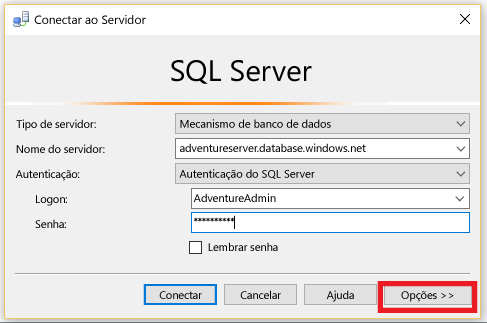 Conectar ao Servidor
SQL Server
Tipo de servidor: Mecanismo de banco de dados
Nome do servidor: adventureserver.database.windows.net
Autenticação: Autenticação do SQL Server
Logon: AdventureAdmin
Senha: **********
Lembrar senha
Conectar Cancelar Ajuda Opções >>